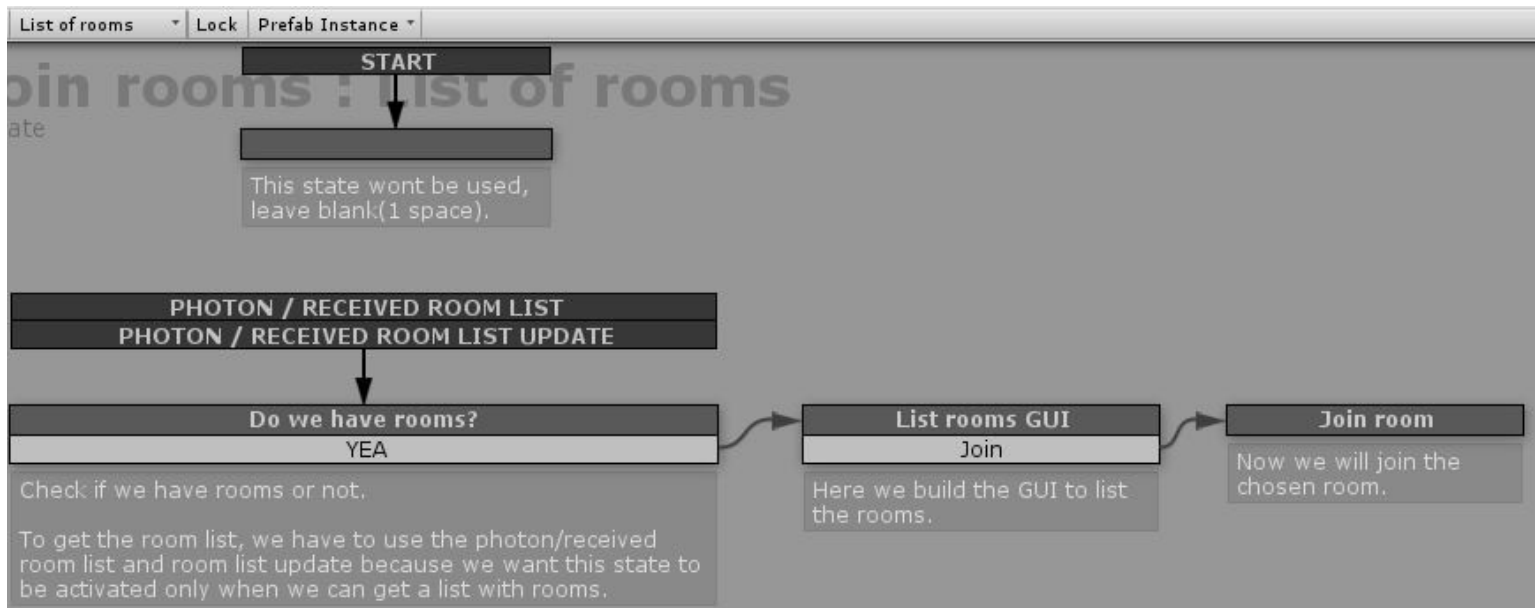 List of rooms Lock Prefab Instance
START
oin rooms : List of rooms
ate
This state wont be used,
leave blank(1 space).
PHOTON / RECEIVED ROOM LIST
PHOTON / RECEIVED ROOM LIST UPDATE
Do we have rooms?
YEA
Check if we have rooms or not.
To get the room list, we have to use the photon/received
room list and room list update because we want this state to
be activated only when we can get a list with rooms.
List rooms GUI
Join
Here we build the GUI to list
the rooms.
Join room
Now we will join the
chosen room.